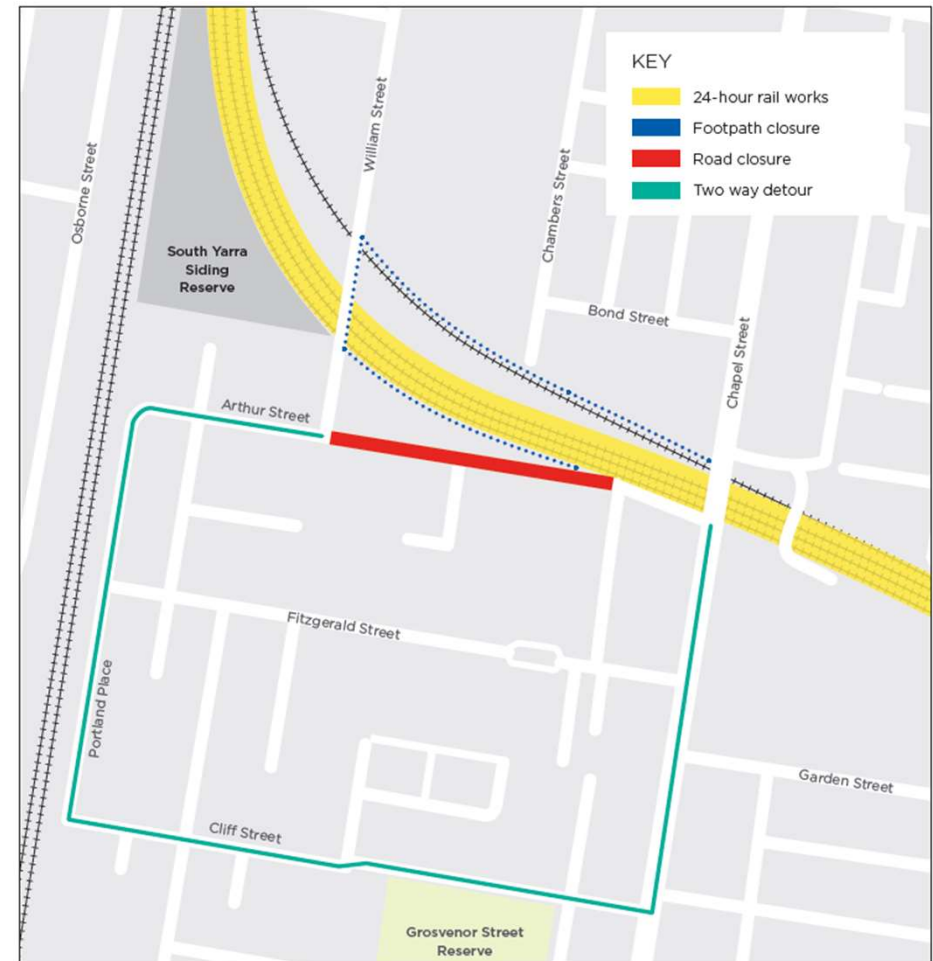 KEY
24-hour rail works
Footpath closure
Road closure
Two way detour
William Street
Osborne Street
Chambers Street
South Yarra
Siding
Reserve
Bond Street
Chapel Street
Arthur Street
Fitzgerald Street
Portland Place
Garden Street
Cliff Street
Grosvenor Street
Reserve